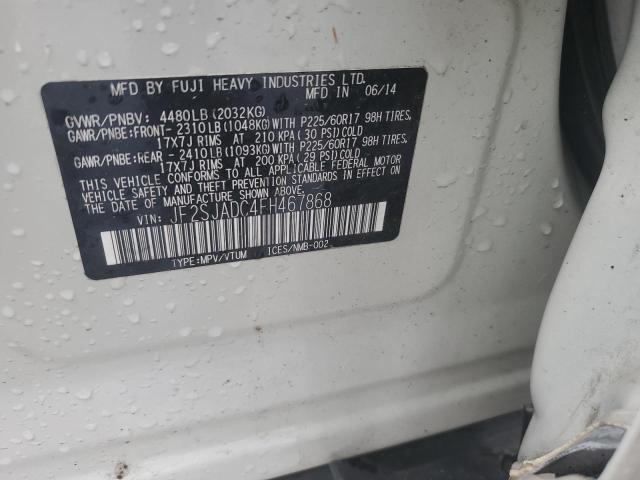 MFD BY FUJI HEAVY INDUSTRIES LTD.
MFD IN 06/14
GVWR/PNBV: 4480LB (2032KG)
GAWR/PNBE:FRONT- 2310LB (1048KG)WITH P225/60R17 98H TIRES,
17X7J RIMS AT 210 KPA( 30 PSI)COLD
GAWR/PNBE:REAR - 2410LB (1093KG)WITH P225/60R17 98H TIRES,
17X7J RIMS AT 200 KPA( 29 PSI)COLD
THIS VEHICLE CONFORMS TO ALL APPLICABLE FEDERAL MOTOR
VEHICLE SAFETY AND THEFT PREVENTION STANDARDS IN EFFECT
ON THE DATE OF MANUFACTURE SHOWN ABOVE.
VIN: JF2SJADC4FH467868
TYPE:MPV/VTUM ICES/NMB-002